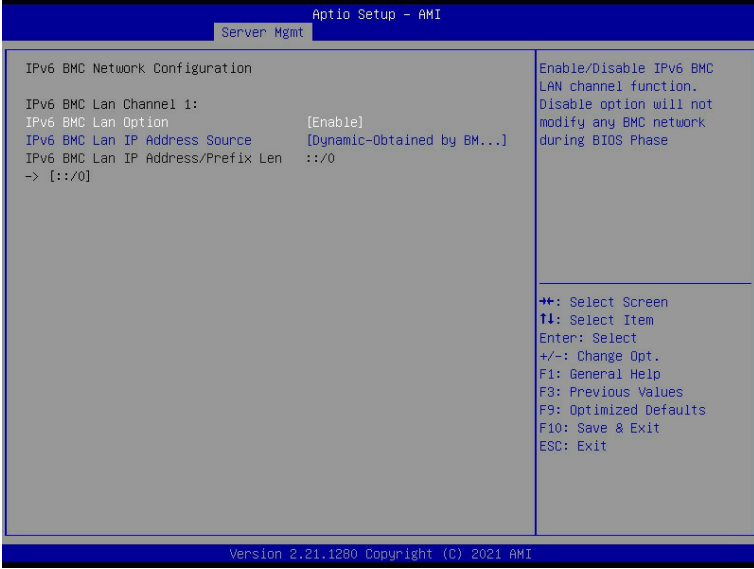 Aptio Setup – AMI
Server Mgmt
IPv6 BMC Network Configuration
IPv6 BMC Lan Channel 1:
IPv6 BMC Lan Option [Enable]
IPv6 BMC Lan IP Address Source [Dynamic-Obtained by BM...]
IPv6 BMC Lan IP Address/Prefix Len ::/0
-> [::/0]
Enable/Disable IPv6 BMC
LAN channel function.
Disable option will not
modify any BMC network
during BIOS Phase
→←: Select Screen
↑↓: Select Item
Enter: Select
+/-: Change Opt.
F1: General Help
F3: Previous Values
F9: Optimized Defaults
F10: Save & Exit
ESC: Exit
Version 2.21.1280 Copyright (C) 2021 AMI